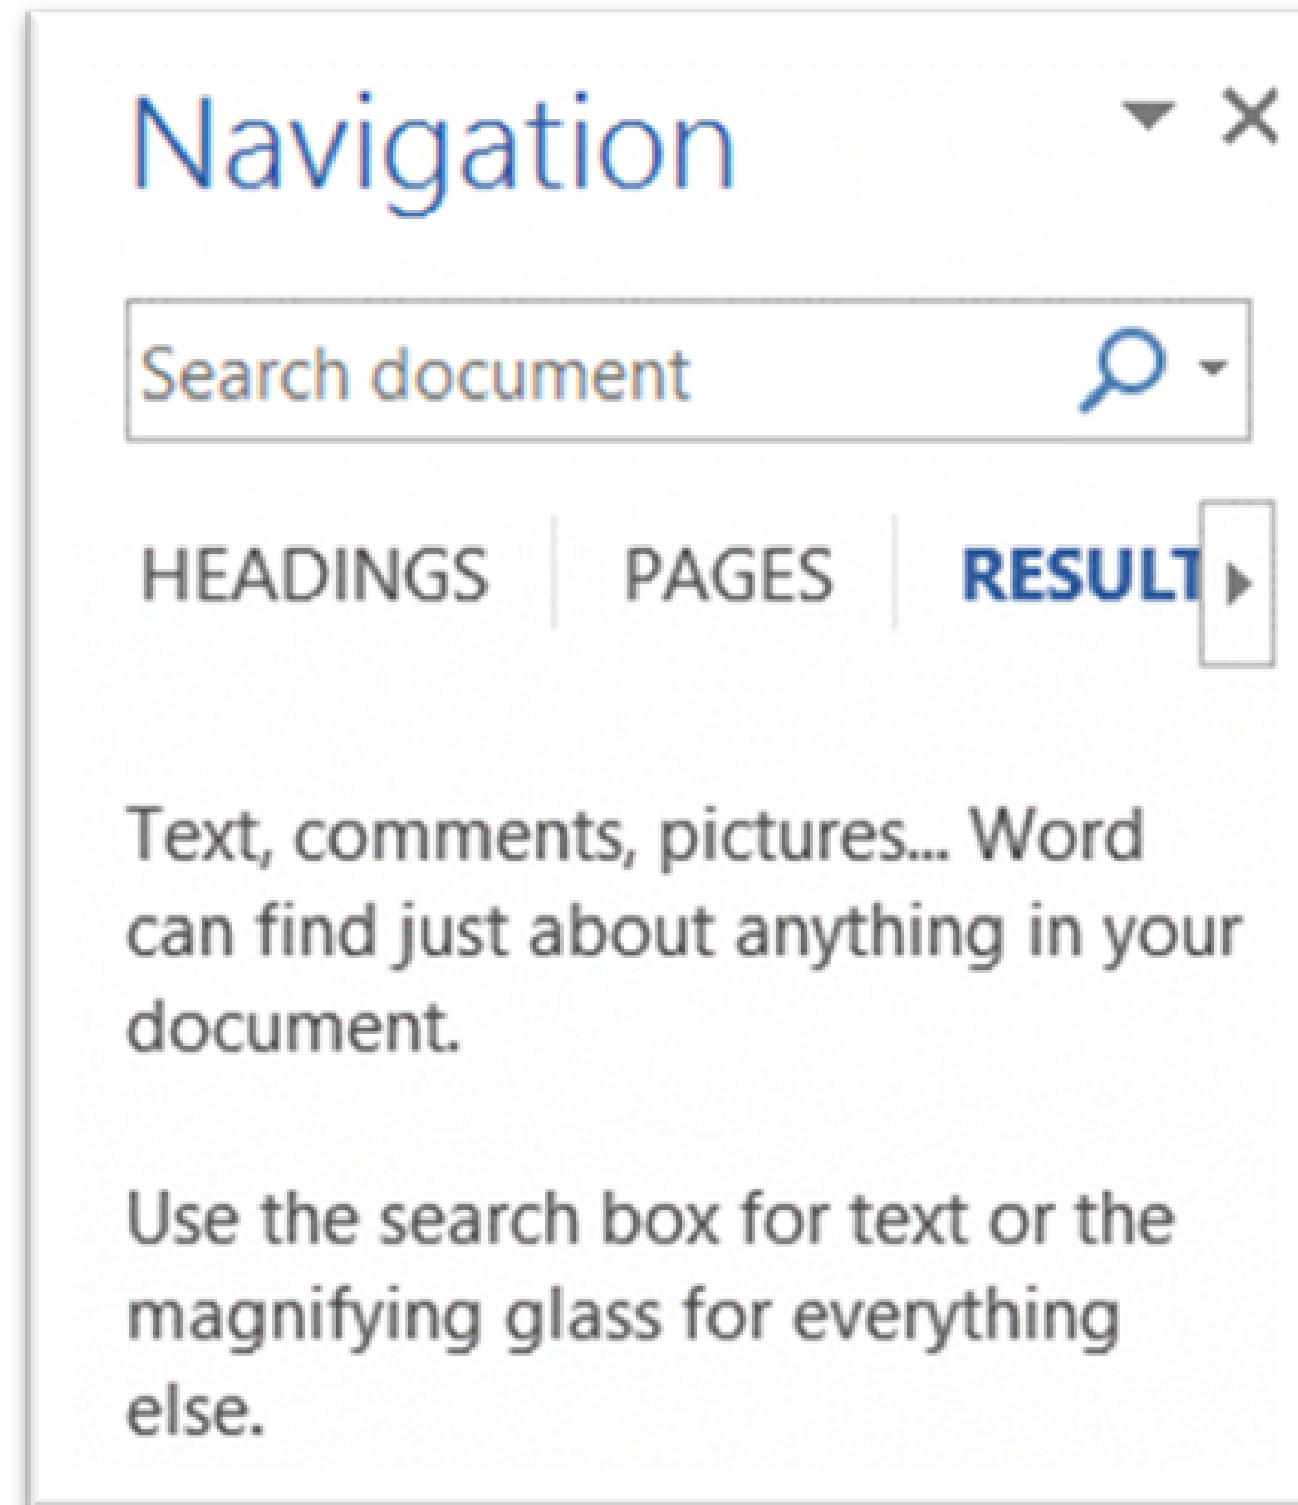 Navigation
Search document
HEADINGS PAGES RESULT
Text, comments, pictures... Word
can find just about anything in your
document.
Use the search box for text or the
magnifying glass for everything
else.